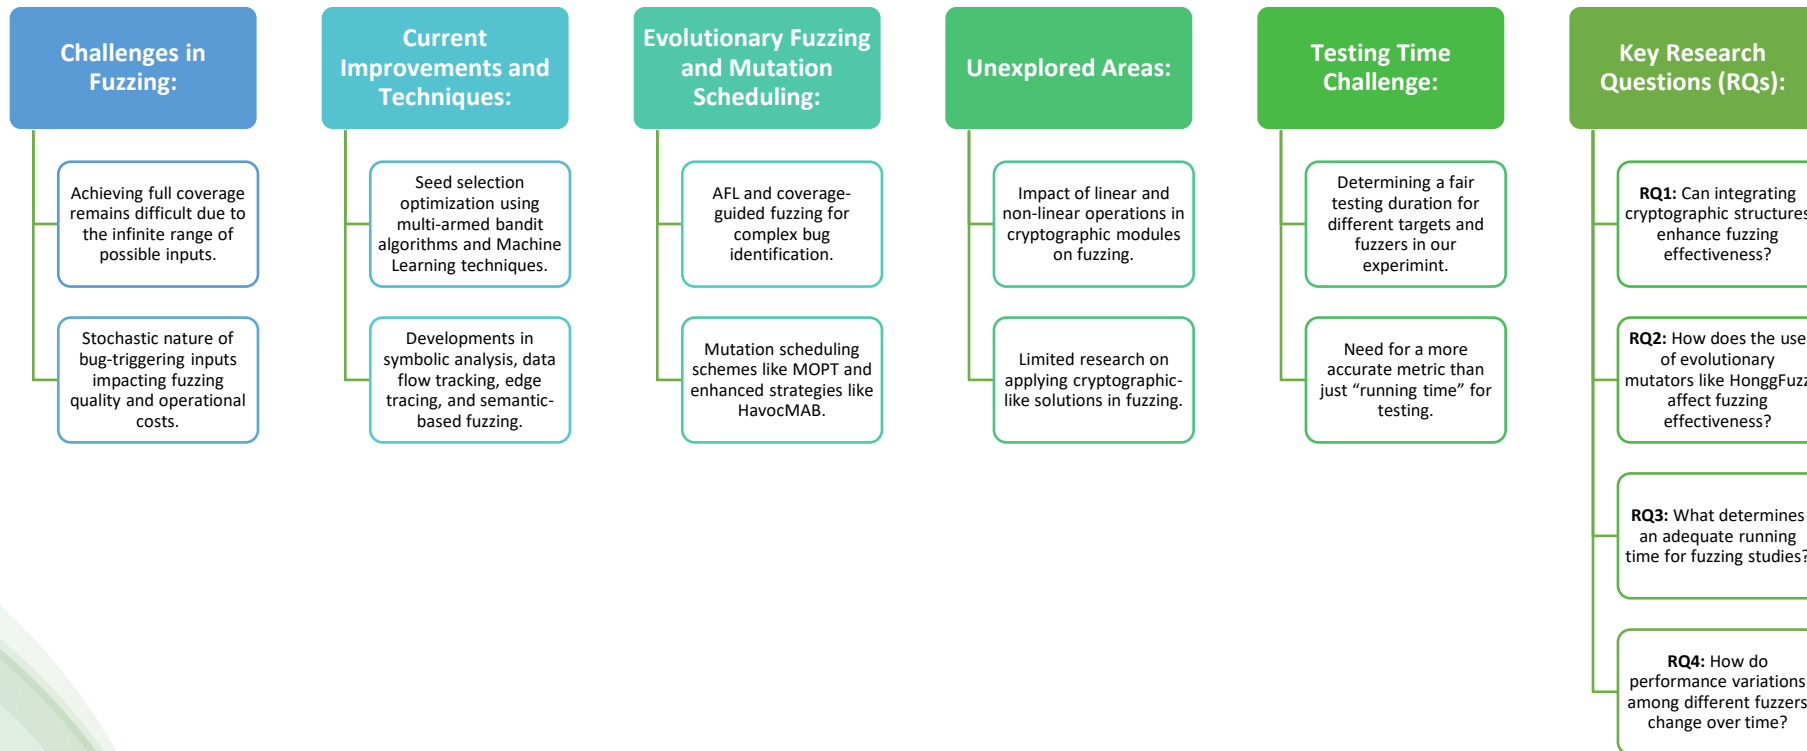 Challenges in
Fuzzing:
Achieving full coverage
remains difficult due to
the infinite range of
possible inputs.
Stochastic nature of
bug-triggering inputs
impacting fuzzing
quality and operational
costs.
Current
Improvements and
Techniques:
Seed selection
optimization using
multi-armed bandit
algorithms and Machine
Learning techniques.
Developments in
symbolic analysis, data
flow tracking, edge
tracing, and semantic-
based fuzzing.
Evolutionary Fuzzing
and Mutation
Scheduling:
AFL and coverage-
guided fuzzing for
complex bug
identification.
Mutation scheduling
schemes like MOPT and
enhanced strategies like
HavocMAB.
Unexplored Areas:
Impact of linear and
non-linear operations in
cryptographic modules
on fuzzing.
Limited research on
applying cryptographic-
like solutions in fuzzing.
Testing Time
Challenge:
Determining a fair
testing duration for
different targets and
fuzzers in our
experimint.
Need for a more
accurate metric than
just “running time” for
testing.
Key Research
Questions (RQs):
RQ1: Can integrating
cryptographic structures
enhance fuzzing
effectiveness?
RQ2: How does the use
of evolutionary
mutators like HonggFuzz
affect fuzzing
effectiveness?
RQ3: What determines
an adequate running
time for fuzzing studies?
RQ4: How do
performance variations
among different fuzzers
change over time?